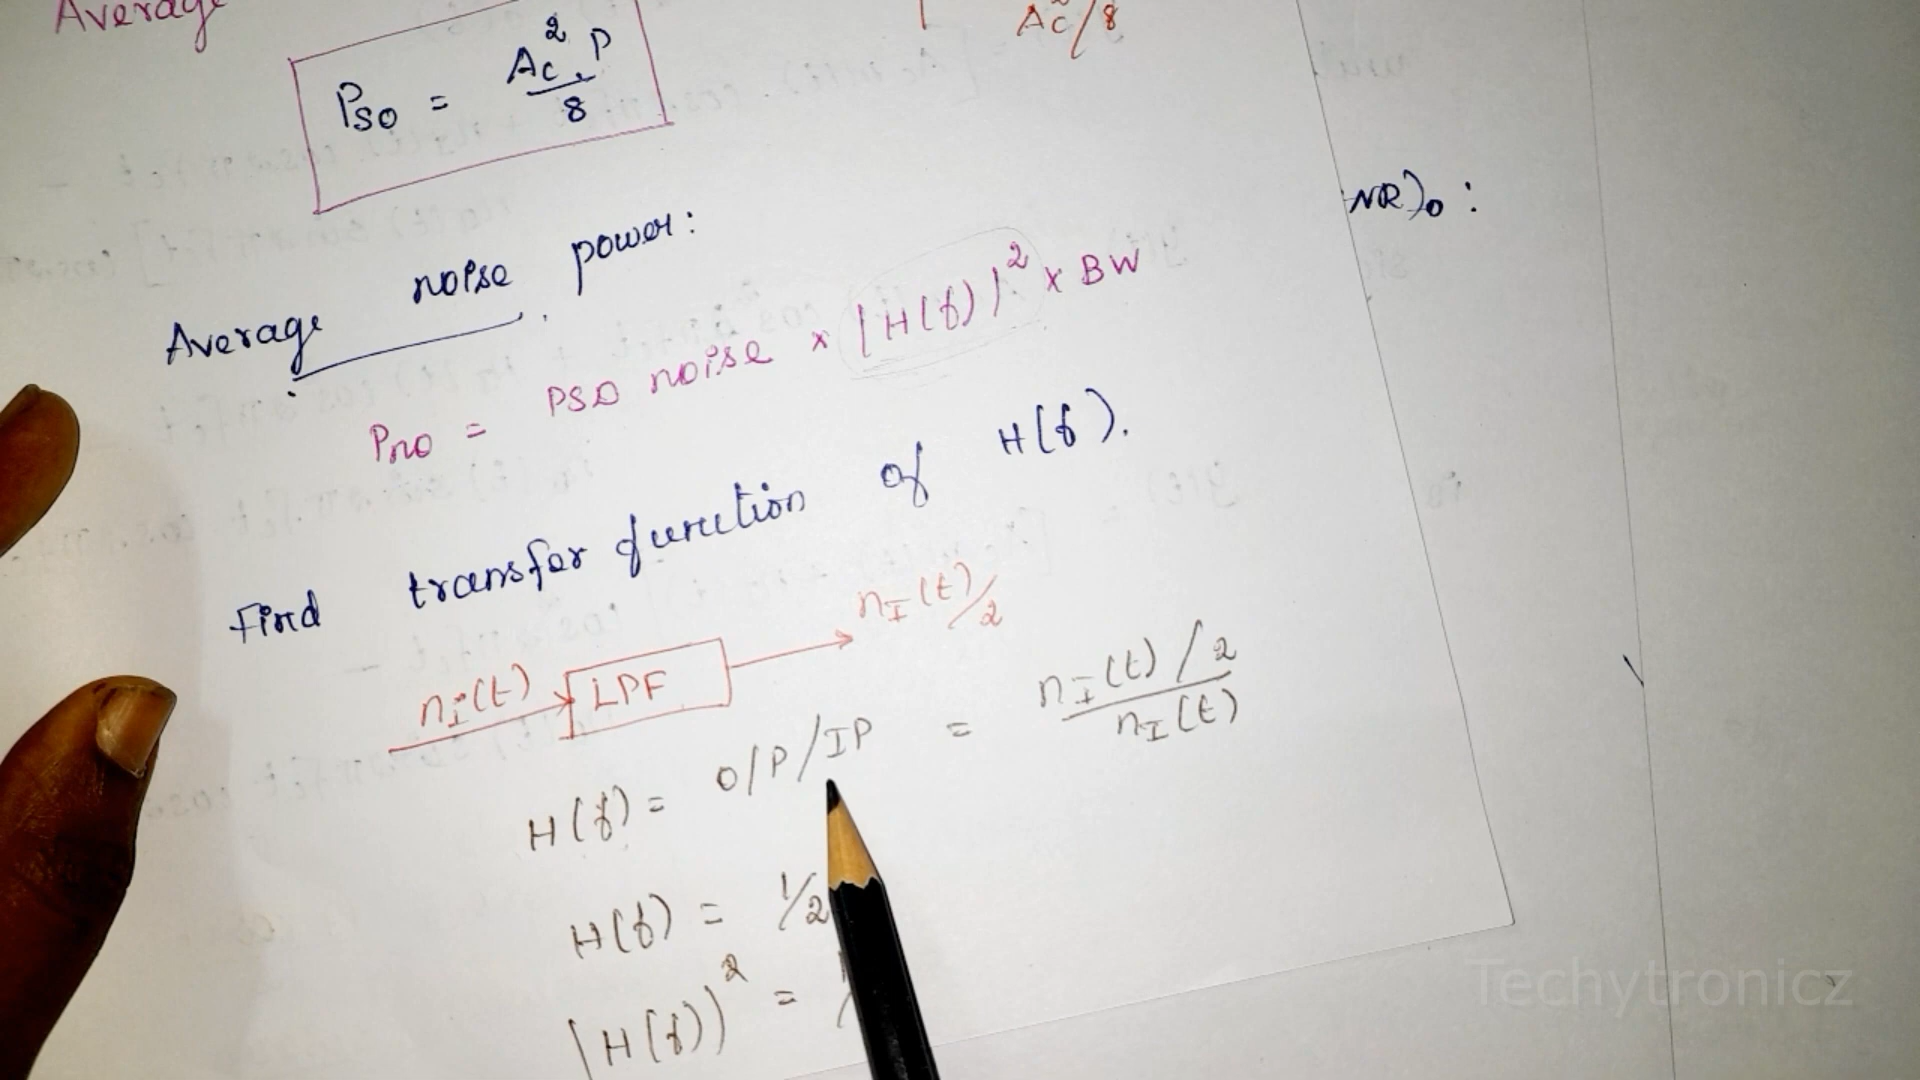 Average
Ac²/8
Pso = Ac². P / 8
NR)o :
Average noise power:
Pno = PSD noise x |H(f)|² x BW
Find transfer function of H(f).
nI(t) LPF nI(t)/2
H(f) = O/P/IP = nI(t)/2 / nI(t)
H(f) = 1/2
|H(f)|² =
Techytronicz